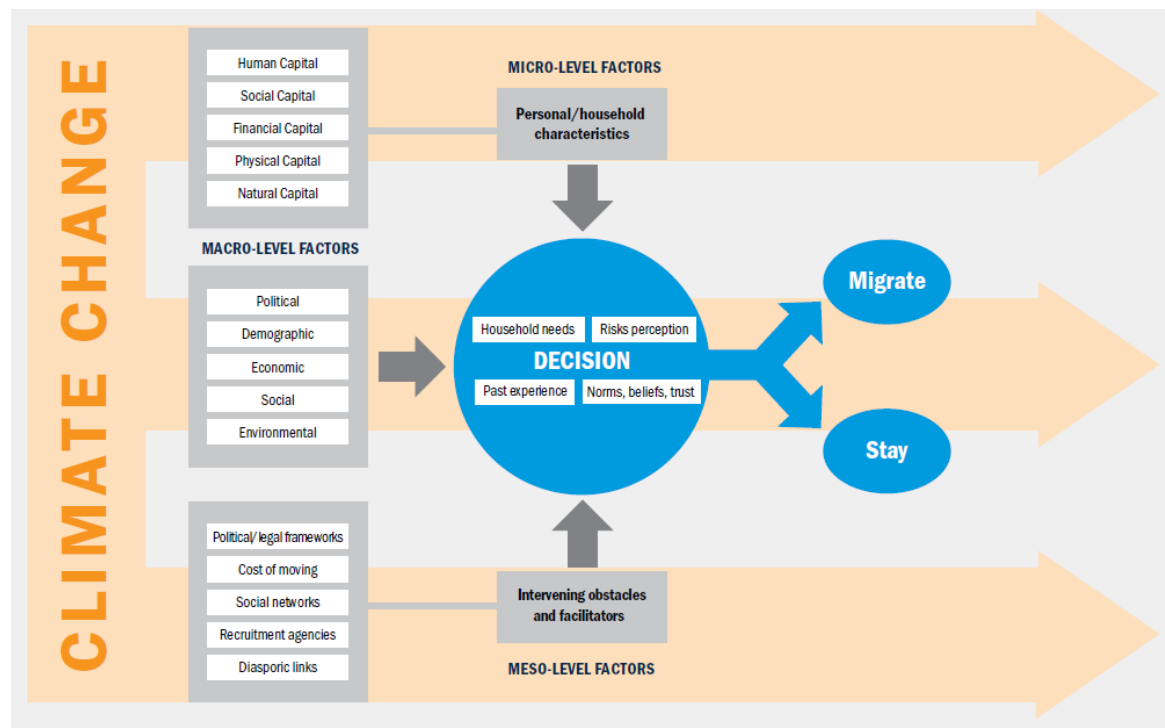 CLIMATE CHANGE
Human Capital
Social Capital
Financial Capital
Physical Capital
Natural Capital
MICRO-LEVEL FACTORS
Personal/household
characteristics
MACRO-LEVEL FACTORS
Political
Demographic
Economic
Social
Environmental
Household needs
Risks perception
DECISION
Past experience
Norms, beliefs, trust
Migrate
Stay
Political/legal frameworks
Cost of moving
Social networks
Recruitment agencies
Diasporic links
Intervening obstacles
and facilitators
MESO-LEVEL FACTORS